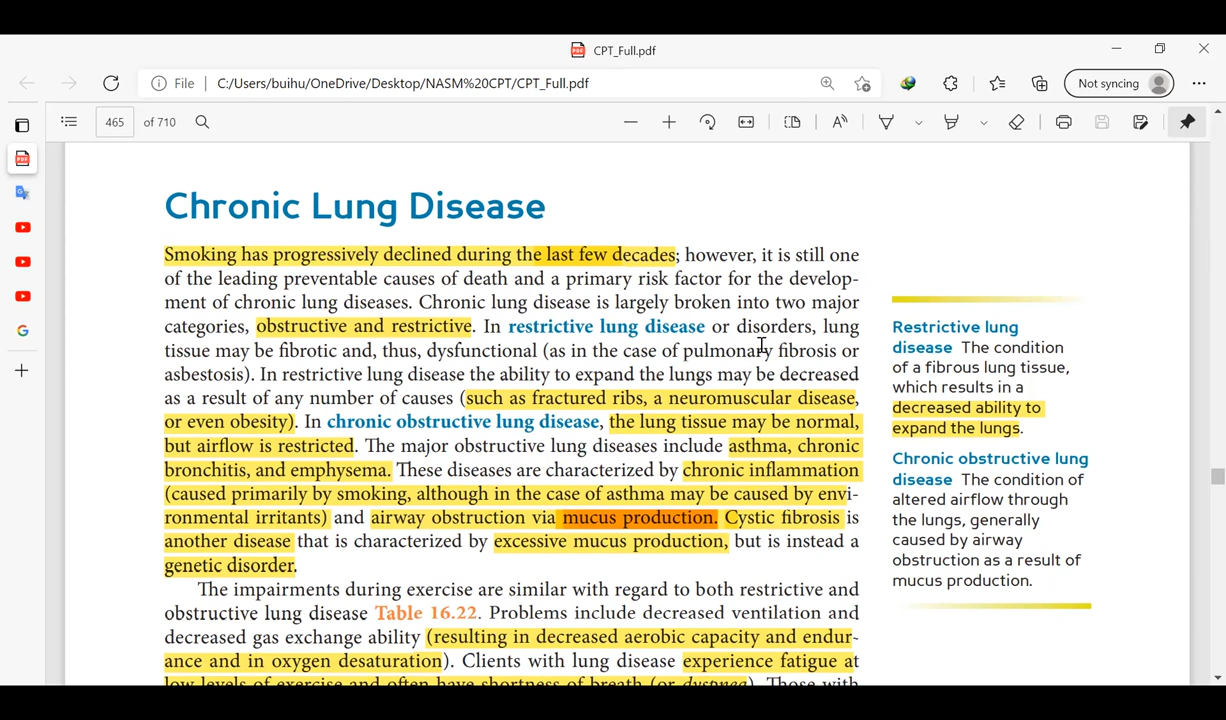 CPT_Full.pdf
File
C:/Users/buihu/OneDrive/Desktop/NASM%20CPT/CPT_Full.pdf
Not syncing
465 of 710
Chronic Lung Disease
Smoking has progressively declined during the last few decades; however, it is still one
of the leading preventable causes of death and a primary risk factor for the develop-
ment of chronic lung diseases. Chronic lung disease is largely broken into two major
categories, obstructive and restrictive. In restrictive lung disease or disorders, lung
tissue may be fibrotic and, thus, dysfunctional (as in the case of pulmonary fibrosis or
asbestosis). In restrictive lung disease the ability to expand the lungs may be decreased
as a result of any number of causes (such as fractured ribs, a neuromuscular disease,
or even obesity). In chronic obstructive lung disease, the lung tissue may be normal,
but airflow is restricted. The major obstructive lung diseases include asthma, chronic
bronchitis, and emphysema. These diseases are characterized by chronic inflammation
(caused primarily by smoking, although in the case of asthma may be caused by envi-
ronmental irritants) and airway obstruction via mucus production. Cystic fibrosis is
another disease that is characterized by excessive mucus production, but is instead a
genetic disorder.
The impairments during exercise are similar with regard to both restrictive and
obstructive lung disease Table 16.22. Problems include decreased ventilation and
decreased gas exchange ability (resulting in decreased aerobic capacity and endur-
ance and in oxygen desaturation). Clients with lung disease experience fatigue at
low levels of exercise and often have shortness of breath (or dyspnea). Those with
Restrictive lung
disease The condition
of a fibrous lung tissue,
which results in a
decreased ability to
expand the lungs.
Chronic obstructive lung
disease The condition of
altered airflow through
the lungs, generally
caused by airway
obstruction as a result of
mucus production.